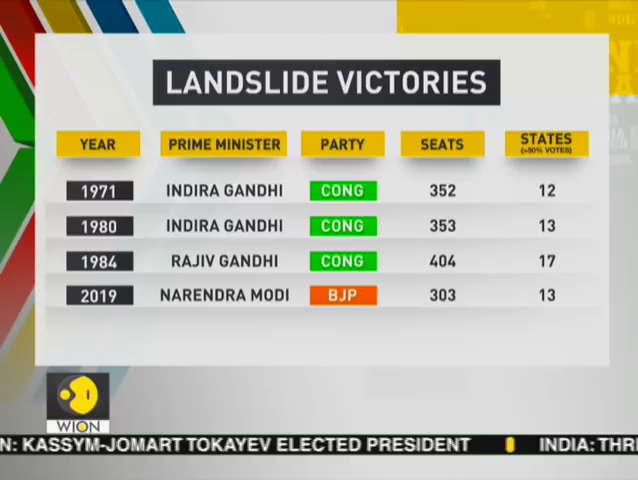 LANDSLIDE VICTORIES
YEAR PRIME MINISTER PARTY SEATS STATES (>50% VOTES)
1971 INDIRA GANDHI CONG 352 12
1980 INDIRA GANDHI CONG 353 13
1984 RAJIV GANDHI CONG 404 17
2019 NARENDRA MODI BJP 303 13
WION
N: KASSYM-JOMART TOKAYEV ELECTED PRESIDENT INDIA: THR